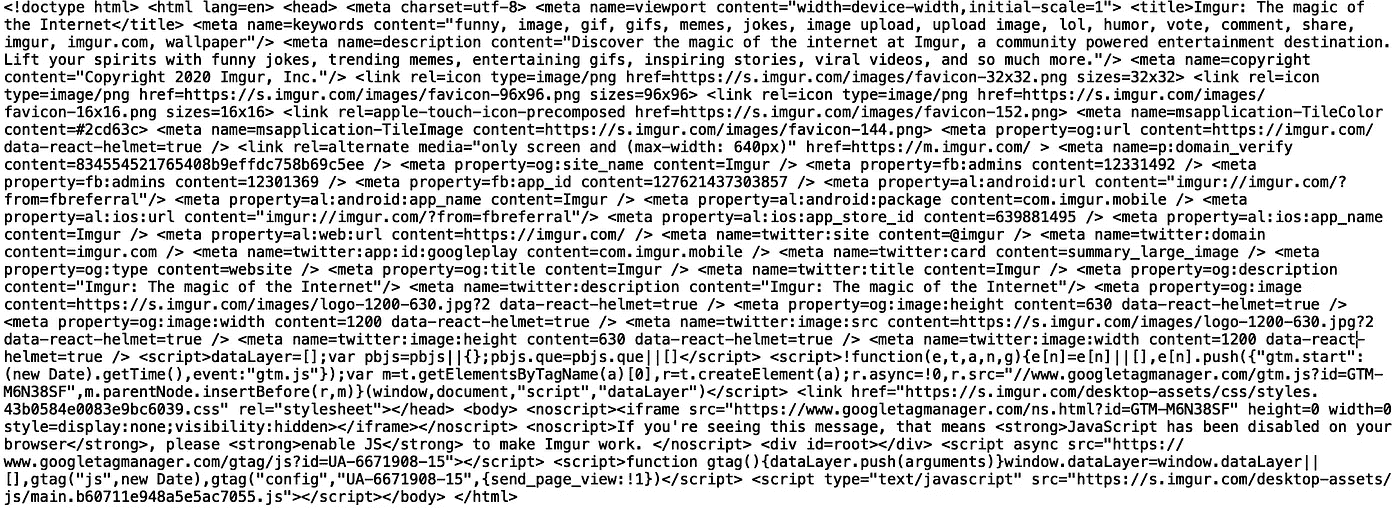 <!doctype html> <html lang=en> <head> <meta charset=utf-8> <meta name=viewport content="width=device-width,initial-scale=1"> <title>Imgur: The magic of
the Internet</title> <meta name=keywords content="funny, image, gif, gifs, memes, jokes, image upload, upload image, lol, humor, vote, comment, share,
imgur, imgur.com, wallpaper"/> <meta name=description content="Discover the magic of the internet at Imgur, a community powered entertainment destination.
Lift your spirits with funny jokes, trending memes, entertaining gifs, inspiring stories, viral videos, and so much more."/> <meta name=copyright
content="Copyright 2020 Imgur, Inc."/> <link rel=icon type=image/png href=https://s.imgur.com/images/favicon-32x32.png sizes=32x32> <link rel=icon
type=image/png href=https://s.imgur.com/images/favicon-96x96.png sizes=96x96> <link rel=icon type=image/png href=https://s.imgur.com/images/
favicon-16x16.png sizes=16x16> <link rel=apple-touch-icon-precomposed href=https://s.imgur.com/images/favicon-152.png> <meta name=msapplication-TileColor
content=#2cd63c> <meta name=msapplication-TileImage content=https://s.imgur.com/images/favicon-144.png> <meta property=og:url content=https://imgur.com/
data-react-helmet=true /> <link rel=alternate media="only screen and (max-width: 640px)" href=https://m.imgur.com/ > <meta name=p:domain_verify
content=834554521765408b9effdc758b69c5ee /> <meta property=og:site_name content=Imgur /> <meta property=fb:admins content=12331492 /> <meta
property=fb:admins content=12301369 /> <meta property=fb:app_id content=127621437303857 /> <meta property=al:android:url content="imgur://imgur.com/?
from=fbreferral"/> <meta property=al:android:app_name content=Imgur /> <meta property=al:android:package content=com.imgur.mobile /> <meta
property=al:ios:url content="imgur://imgur.com/?from=fbreferral"/> <meta property=al:ios:app_store_id content=639881495 /> <meta property=al:ios:app_name
content=Imgur /> <meta property=al:web:url content=https://imgur.com/ /> <meta name=twitter:site content=@imgur /> <meta name=twitter:domain
content=imgur.com /> <meta name=twitter:app:id:googleplay content=com.imgur.mobile /> <meta name=twitter:card content=summary_large_image /> <meta
property=og:type content=website /> <meta property=og:title content=Imgur /> <meta name=twitter:title content=Imgur /> <meta property=og:description
content="Imgur: The magic of the Internet"/> <meta name=twitter:description content="Imgur: The magic of the Internet"/> <meta property=og:image
content=https://s.imgur.com/images/logo-1200-630.jpg?2 data-react-helmet=true /> <meta property=og:image:height content=630 data-react-helmet=true />
<meta property=og:image:width content=1200 data-react-helmet=true /> <meta name=twitter:image:src content=https://s.imgur.com/images/logo-1200-630.jpg?2
data-react-helmet=true /> <meta name=twitter:image:height content=630 data-react-helmet=true /> <meta name=twitter:image:width content=1200 data-react-
helmet=true /> <script>dataLayer=[];var pbjs=pbjs||{};pbjs.que=pbjs.que||[]</script> <script>!function(e,t,a,n,g){e[n]=e[n]||[],e[n].push({"gtm.start":
(new Date).getTime(),event:"gtm.js"});var m=t.getElementsByTagName(a)[0],r=t.createElement(a);r.async=!0,r.src="//www.googletagmanager.com/gtm.js?id=GTM-
M6N38SF",m.parentNode.insertBefore(r,m)}(window,document,"script","dataLayer")</script> <link href="https://s.imgur.com/desktop-assets/css/styles.
43b0584e0083e9bc6039.css" rel="stylesheet"></head> <body> <noscript><iframe src="https://www.googletagmanager.com/ns.html?id=GTM-M6N38SF" height=0 width=0
style=display:none;visibility:hidden></iframe></noscript> <noscript>If you're seeing this message, that means <strong>JavaScript has been disabled on your
browser</strong>, please <strong>enable JS</strong> to make Imgur work. </noscript> <div id=root></div> <script async src="https://
www.googletagmanager.com/gtag/js?id=UA-6671908-15"></script> <script>function gtag(){dataLayer.push(arguments)}window.dataLayer=window.dataLayer||
[],gtag("js",new Date),gtag("config","UA-6671908-15",{send_page_view:!1})</script> <script type="text/javascript" src="https://s.imgur.com/desktop-assets/
js/main.b60711e948a5e5ac7055.js"></script></body> </html>